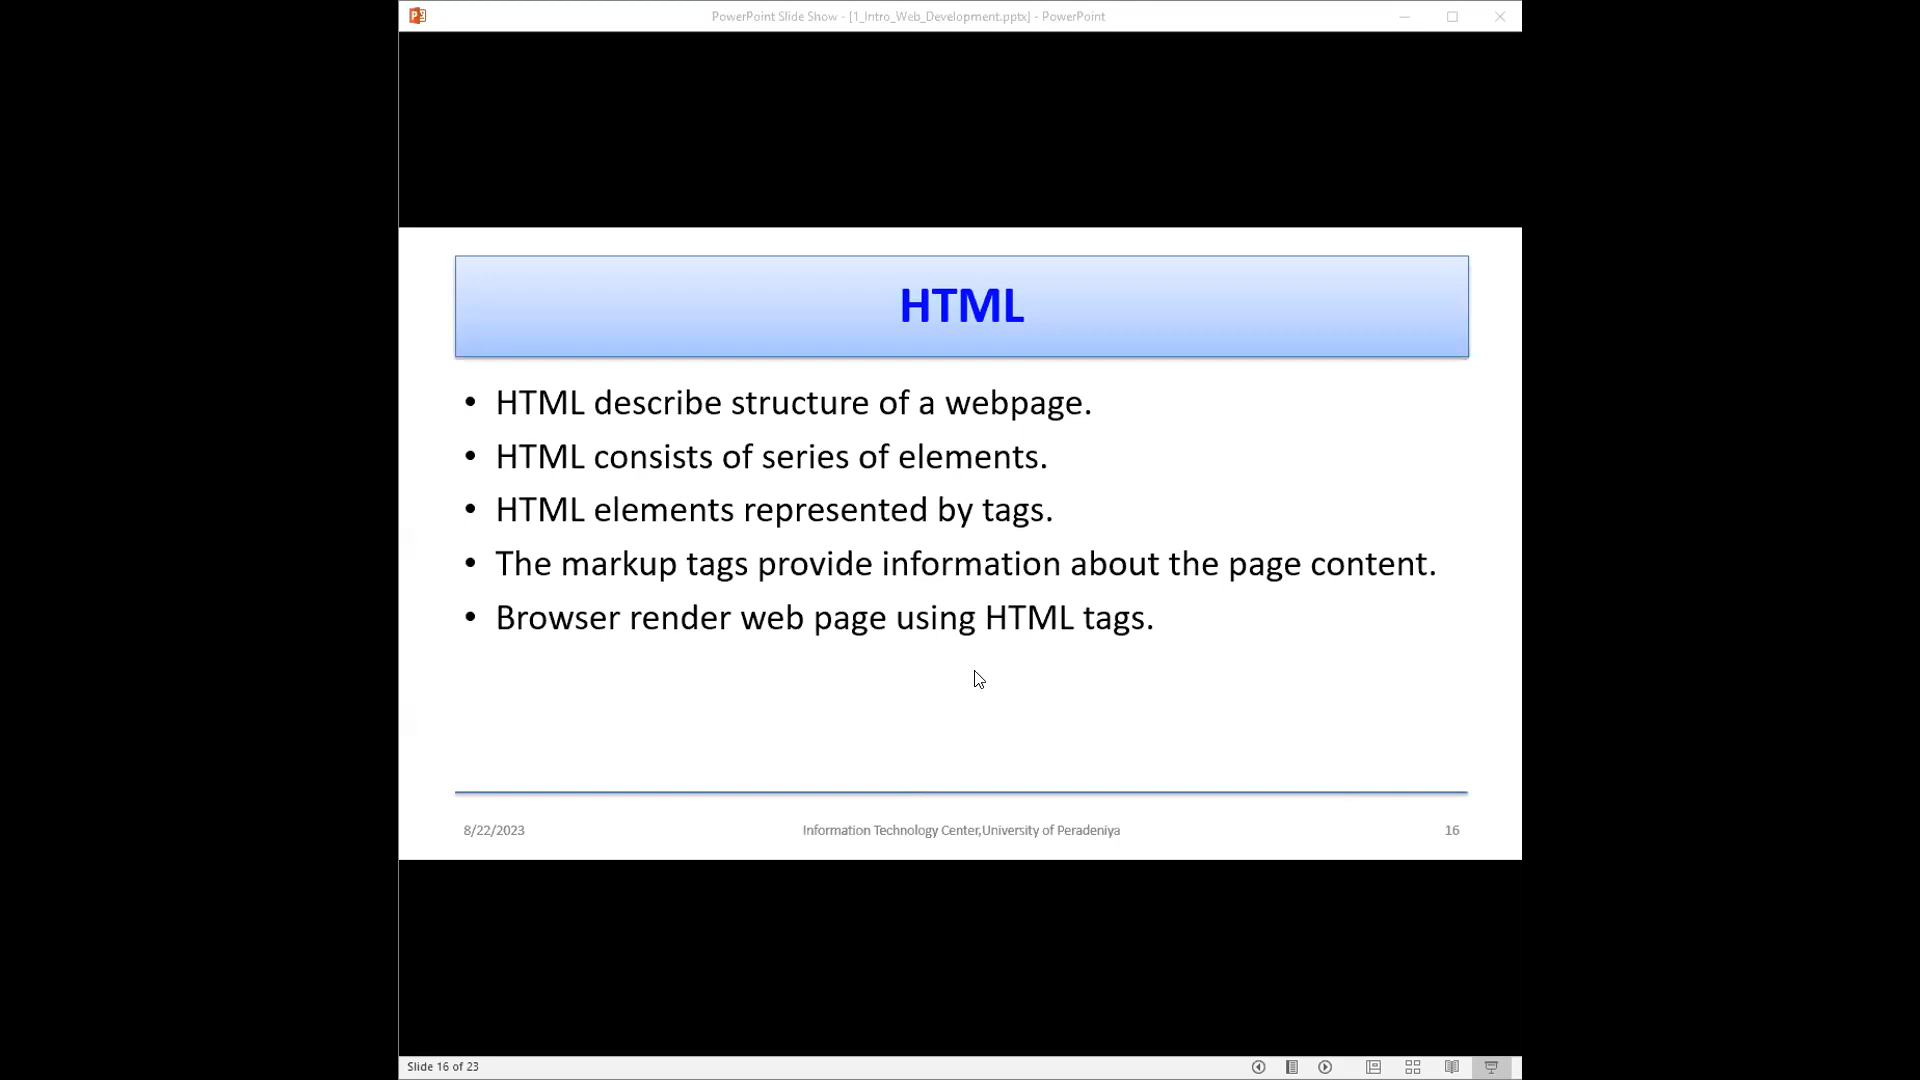 PowerPoint Slide Show - [1_Intro_Web_Development.pptx] - PowerPoint
HTML
• HTML describe structure of a webpage.
• HTML consists of series of elements.
• HTML elements represented by tags.
• The markup tags provide information about the page content.
• Browser render web page using HTML tags.
8/22/2023
Information Technology Center,University of Peradeniya
16
Slide 16 of 23